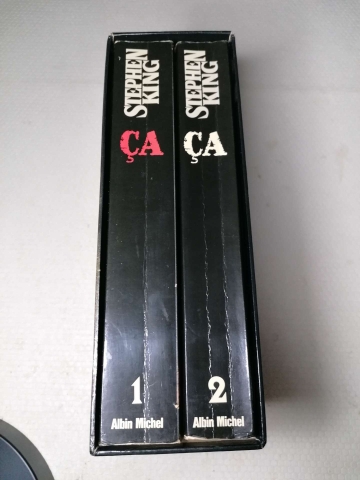 STEPHEN
KING
ÇA
1
Albin Michel
STEPHEN
KING
ÇA
2
Albin Michel